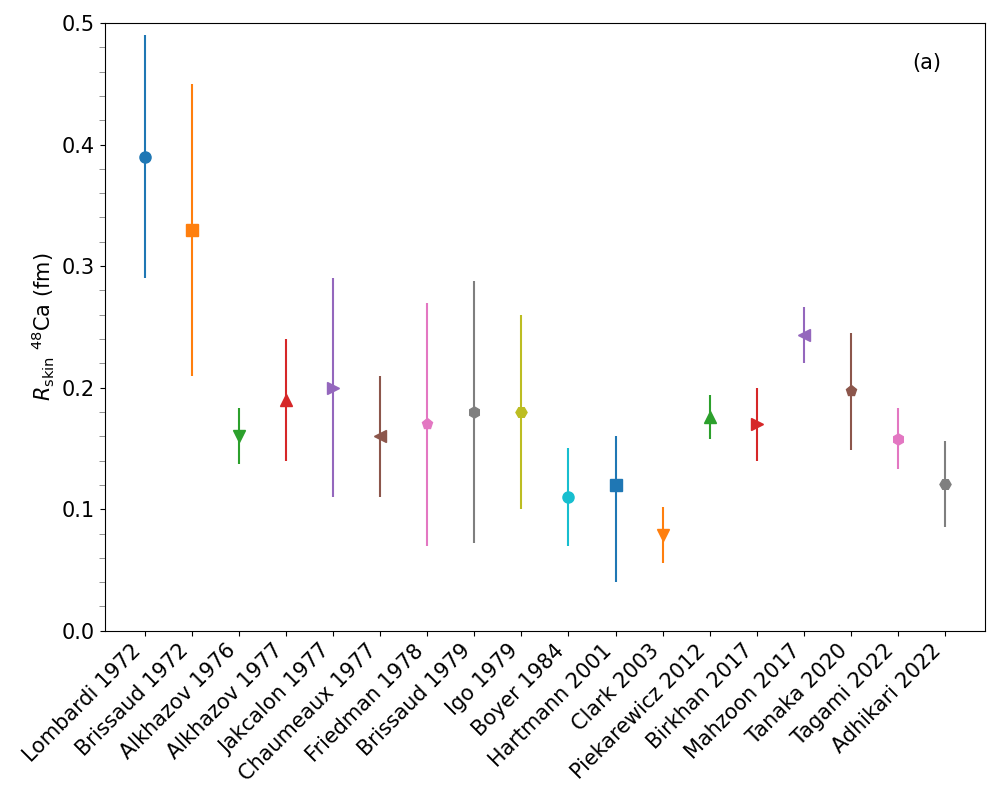 (a)
R_skin ⁴⁸Ca (fm)
0.5
0.4
0.3
0.2
0.1
0.0
Lombardi 1972
Brissaud 1972
Alkhazov 1976
Alkhazov 1977
Jakcalon 1977
Chaumeaux 1977
Friedman 1978
Brissaud 1979
Igo 1979
Boyer 1984
Hartmann 2001
Clark 2003
Piekarewicz 2012
Birkhan 2017
Mahzoon 2017
Tanaka 2020
Tagami 2022
Adhikari 2022